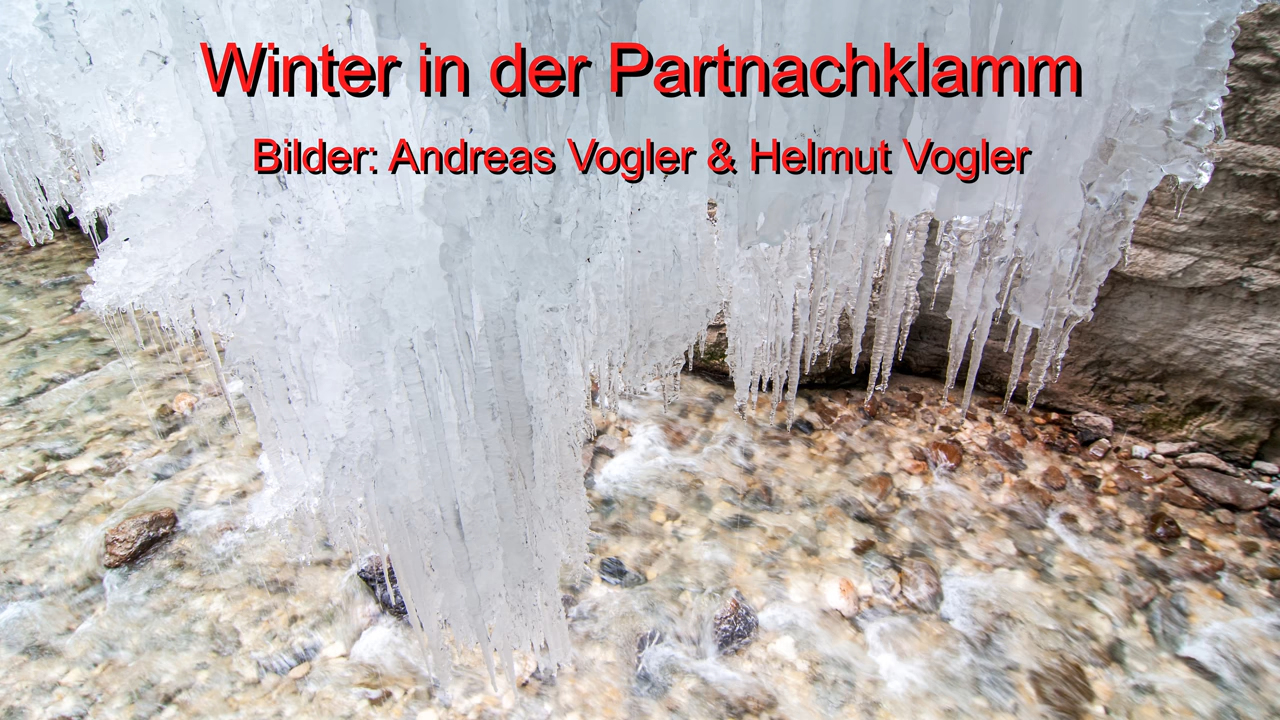 Winter in der Partnachklamm
Bilder: Andreas Vogler & Helmut Vogler